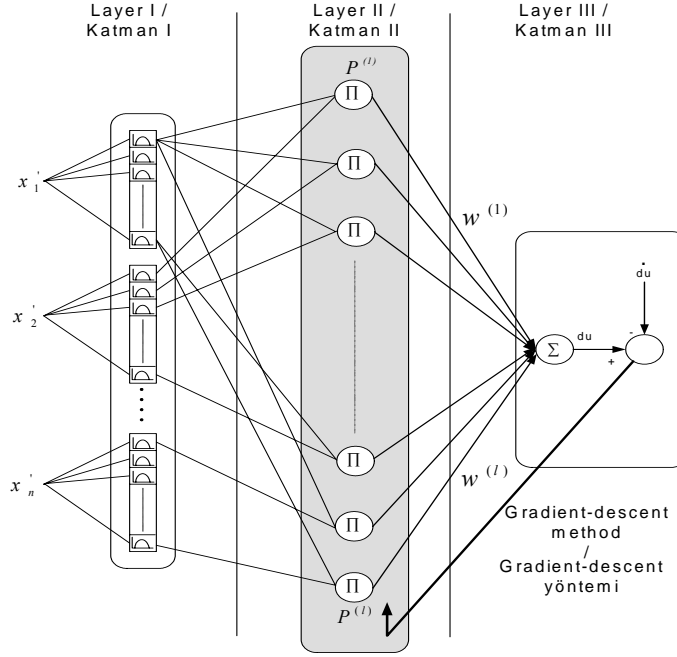 Layer I /
Katman I
Layer II /
Katman II
Layer III /
Katman III
P^(l)
Π
Π
Π
x'_1
w^(1)
x'_2
du
Σ
du
-
+
Π
w^(l)
x'_n
Π
Gradient-descent
method
/
Gradient-descent
yöntemi
Π
P^(l)